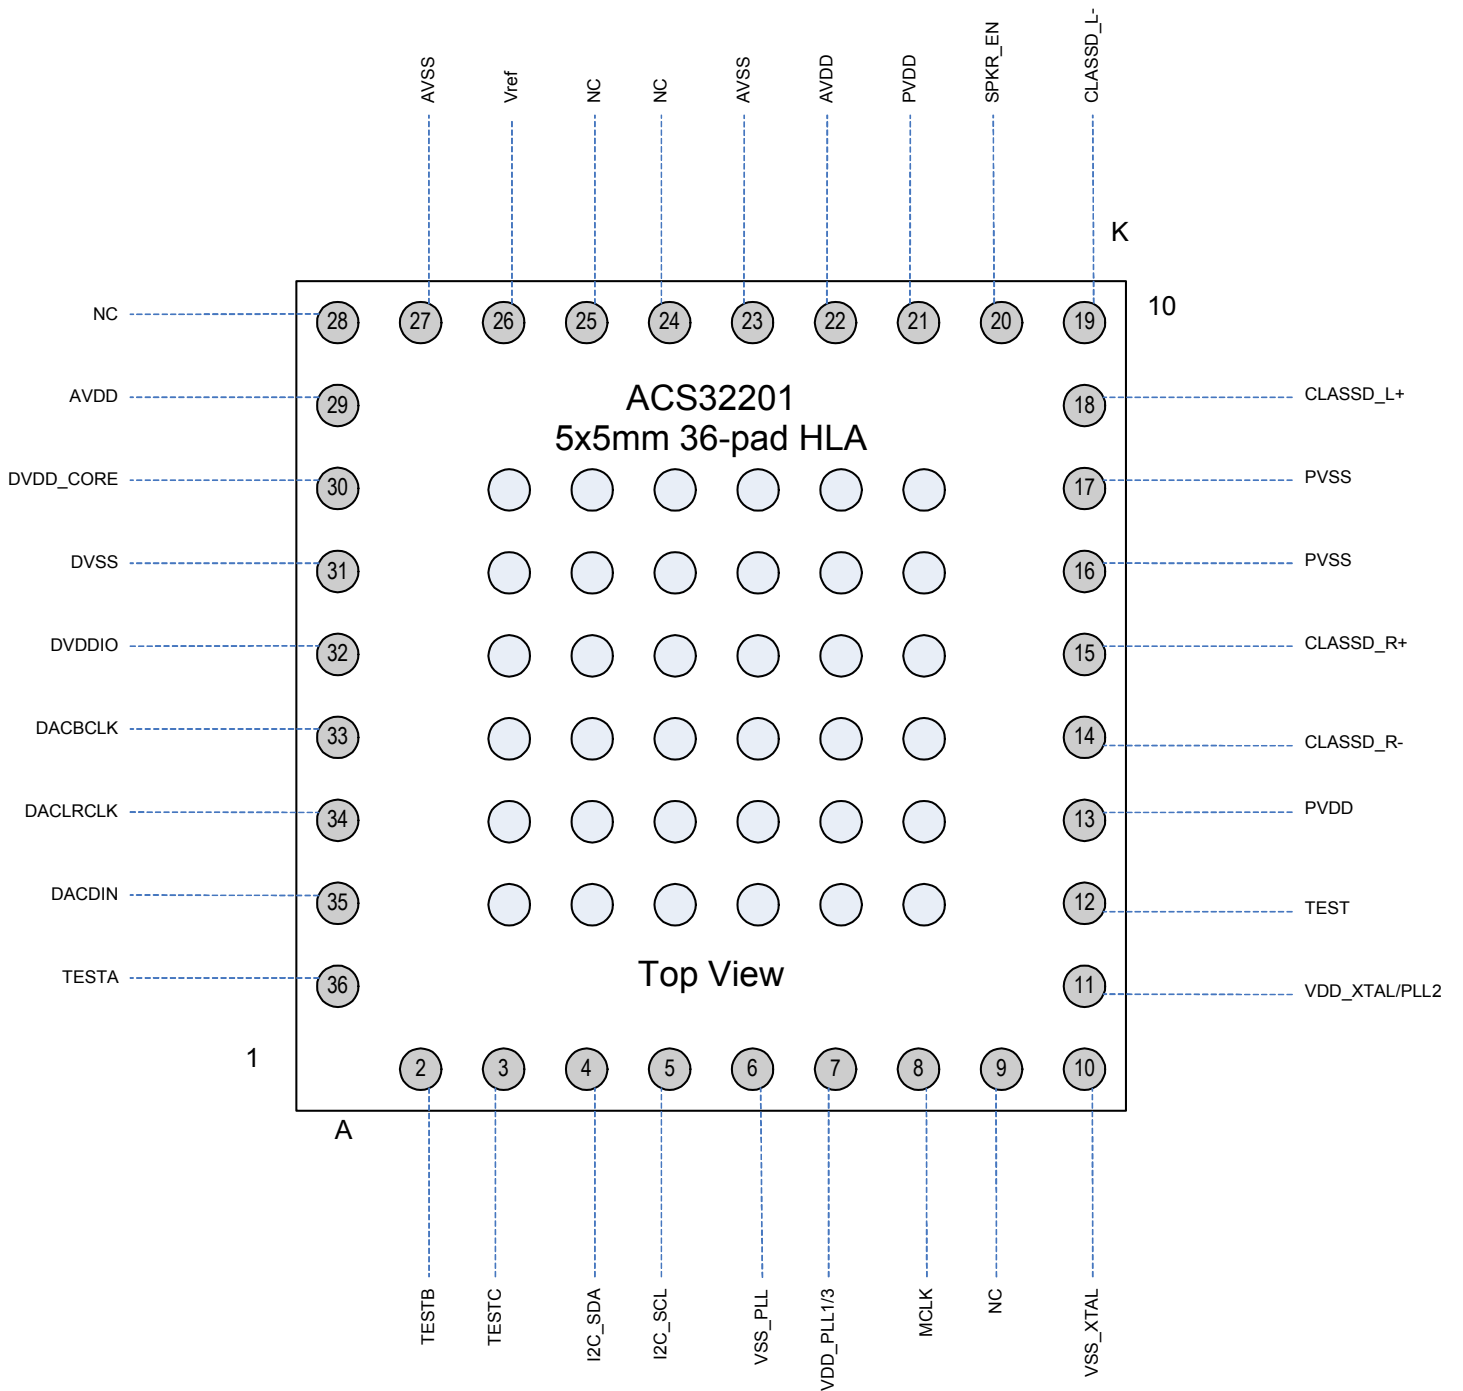 CLASSD_L-
SPKR_EN
PVDD
AVDD
AVSS
NC
NC
Vref
AVSS
K
10
NC
28
27
26
25
24
23
22
21
20
19
AVDD
29
ACS32201
5x5mm 36-pad HLA
18
CLASSD_L+
DVDD_CORE
30
17
PVSS
DVSS
31
16
PVSS
DVDDIO
32
15
CLASSD_R+
DACBCLK
33
14
CLASSD_R-
DACLRCLK
34
13
PVDD
DACDIN
35
12
TEST
TESTA
36
Top View
11
VDD_XTAL/PLL2
1
2
3
4
5
6
7
8
9
10
A
TESTB
TESTC
I2C_SDA
I2C_SCL
VSS_PLL
VDD_PLL1/3
MCLK
NC
VSS_XTAL